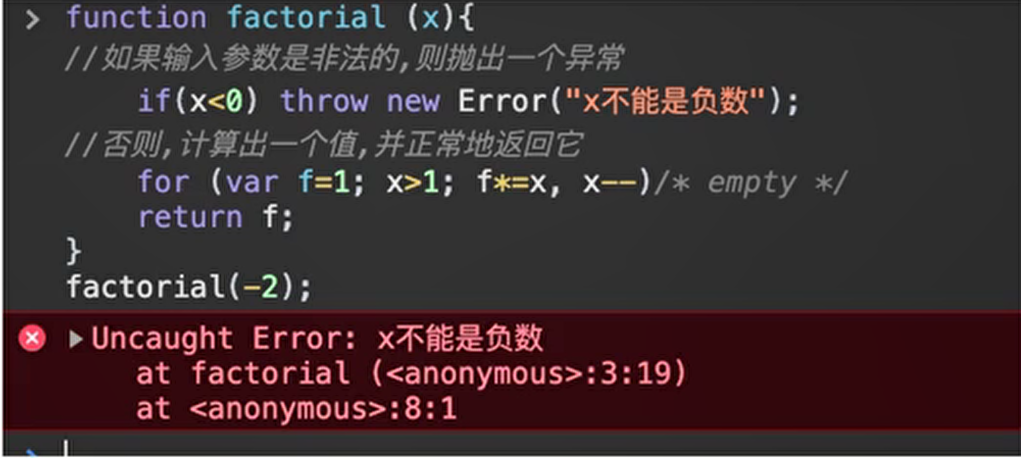 > function factorial (x){
//如果输入参数是非法的,则抛出一个异常
    if(x<0) throw new Error("x不能是负数");
//否则,计算出一个值,并正常地返回它
    for (var f=1; x>1; f*=x, x--)/* empty */
    return f;
}
factorial(-2);
Uncaught Error: x不能是负数
    at factorial (<anonymous>:3:19)
    at <anonymous>:8:1